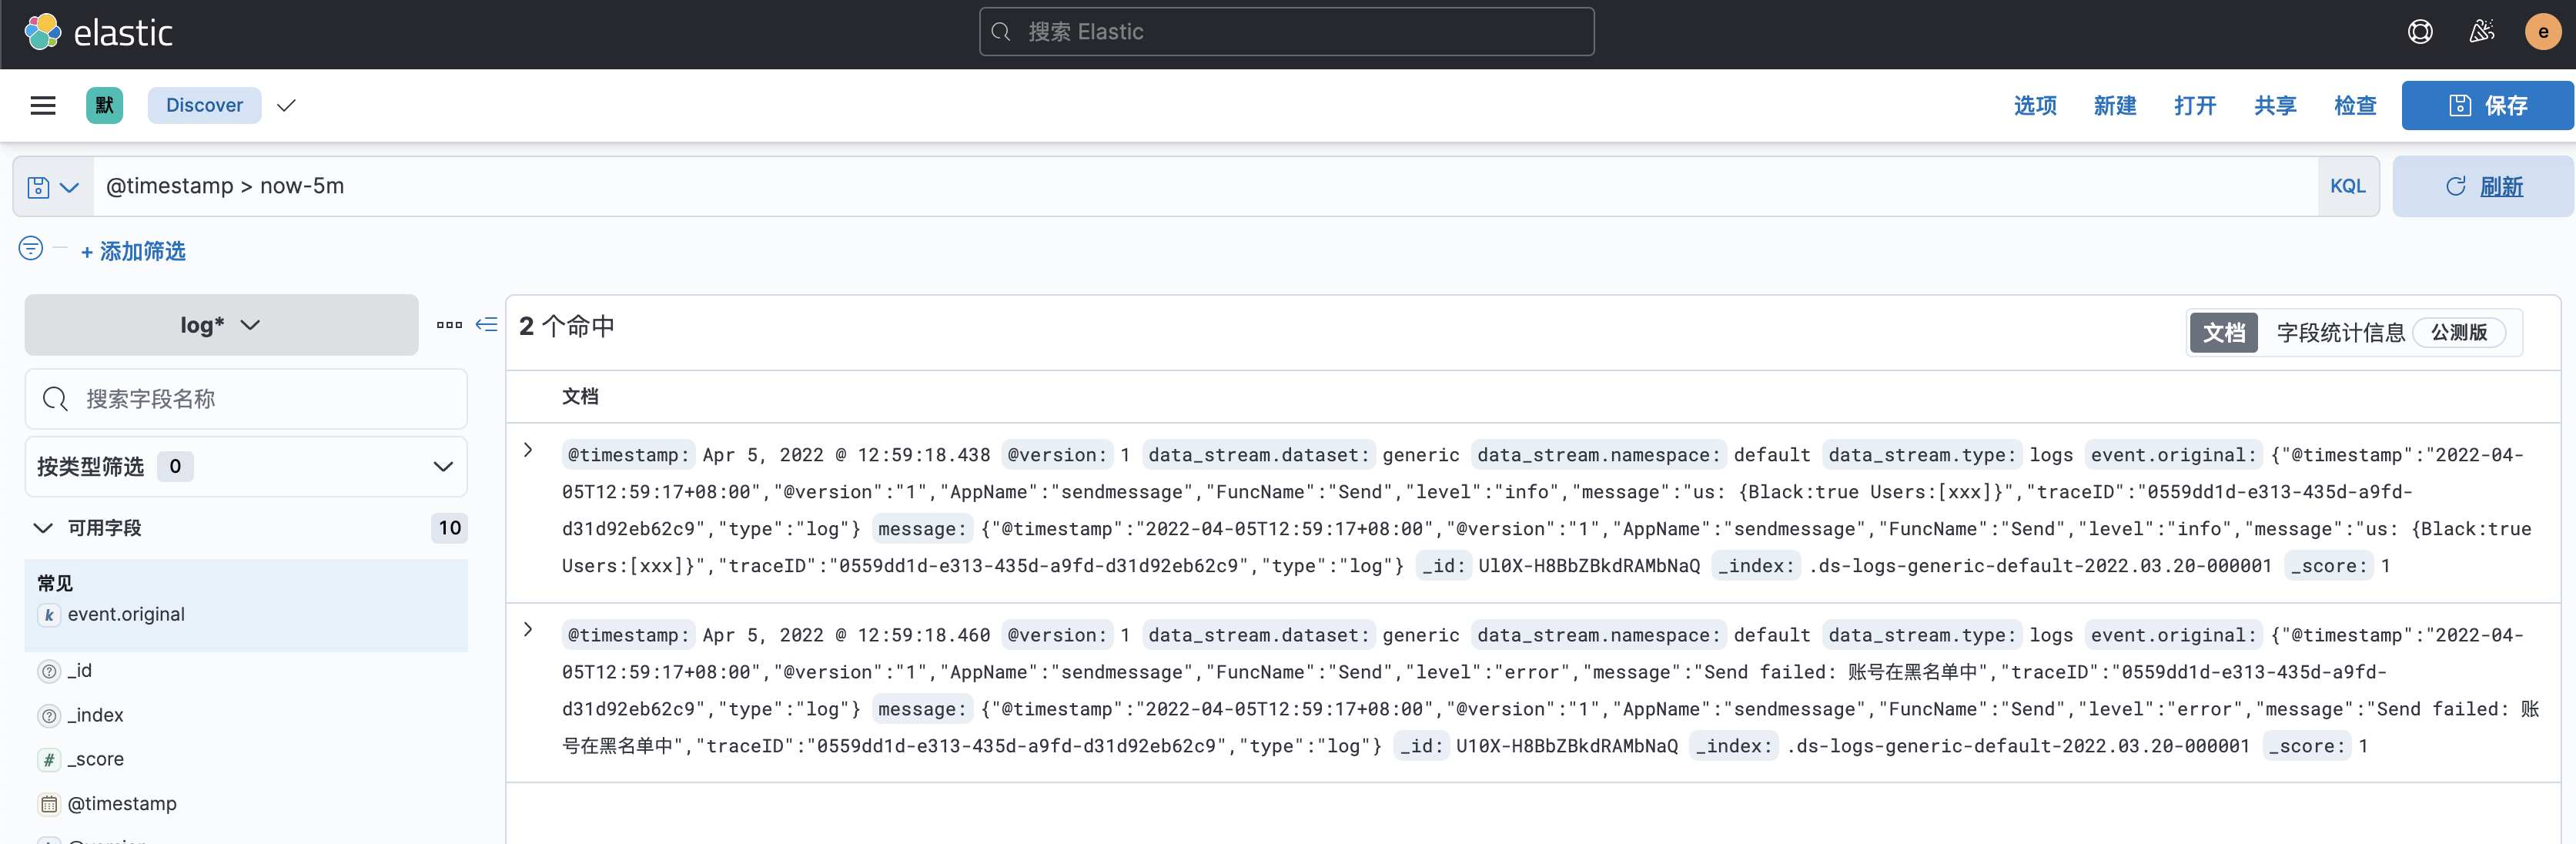 elastic
搜索 Elastic
e
默
Discover
选项 新建 打开 共享 检查 保存
@timestamp > now-5m
KQL
刷新
+ 添加筛选
log*
搜索字段名称
按类型筛选 0
可用字段 10
常见
event.original
_id
_index
_score
@timestamp
2 个命中
文档 字段统计信息 公测版
文档
@timestamp: Apr 5, 2022 @ 12:59:18.438 @version: 1 data_stream.dataset: generic data_stream.namespace: default data_stream.type: logs event.original: {"@timestamp":"2022-04-
05T12:59:17+08:00","@version":"1","AppName":"sendmessage","FuncName":"Send","level":"info","message":"us: {Black:true Users:[xxx]}","traceID":"0559dd1d-e313-435d-a9fd-
d31d92eb62c9","type":"log"} message: {"@timestamp":"2022-04-05T12:59:17+08:00","@version":"1","AppName":"sendmessage","FuncName":"Send","level":"info","message":"us: {Black:true
Users:[xxx]}","traceID":"0559dd1d-e313-435d-a9fd-d31d92eb62c9","type":"log"} _id: Ul0X-H8BbZBkdRAMbNaQ _index: .ds-logs-generic-default-2022.03.20-000001 _score: 1
@timestamp: Apr 5, 2022 @ 12:59:18.460 @version: 1 data_stream.dataset: generic data_stream.namespace: default data_stream.type: logs event.original: {"@timestamp":"2022-04-
05T12:59:17+08:00","@version":"1","AppName":"sendmessage","FuncName":"Send","level":"error","message":"Send failed: 账号在黑名单中","traceID":"0559dd1d-e313-435d-a9fd-
d31d92eb62c9","type":"log"} message: {"@timestamp":"2022-04-05T12:59:17+08:00","@version":"1","AppName":"sendmessage","FuncName":"Send","level":"error","message":"Send failed: 账
号在黑名单中","traceID":"0559dd1d-e313-435d-a9fd-d31d92eb62c9","type":"log"} _id: U10X-H8BbZBkdRAMbNaQ _index: .ds-logs-generic-default-2022.03.20-000001 _score: 1